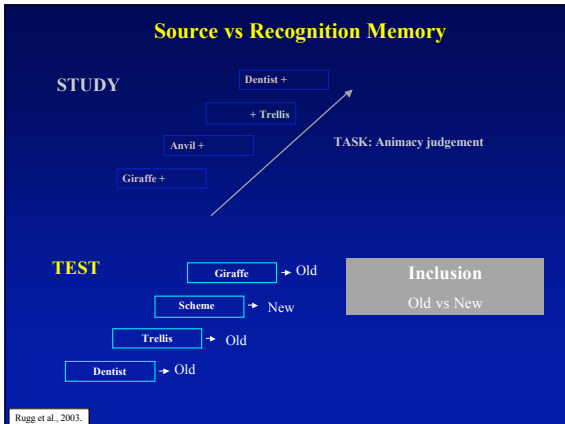 Source vs Recognition Memory
STUDY
Dentist +
+ Trellis
Anvil +
Giraffe +
TASK: Animacy judgement
TEST
Giraffe
Old
Scheme
New
Trellis
Old
Dentist
Old
Inclusion
Old vs New
Rugg et al., 2003.